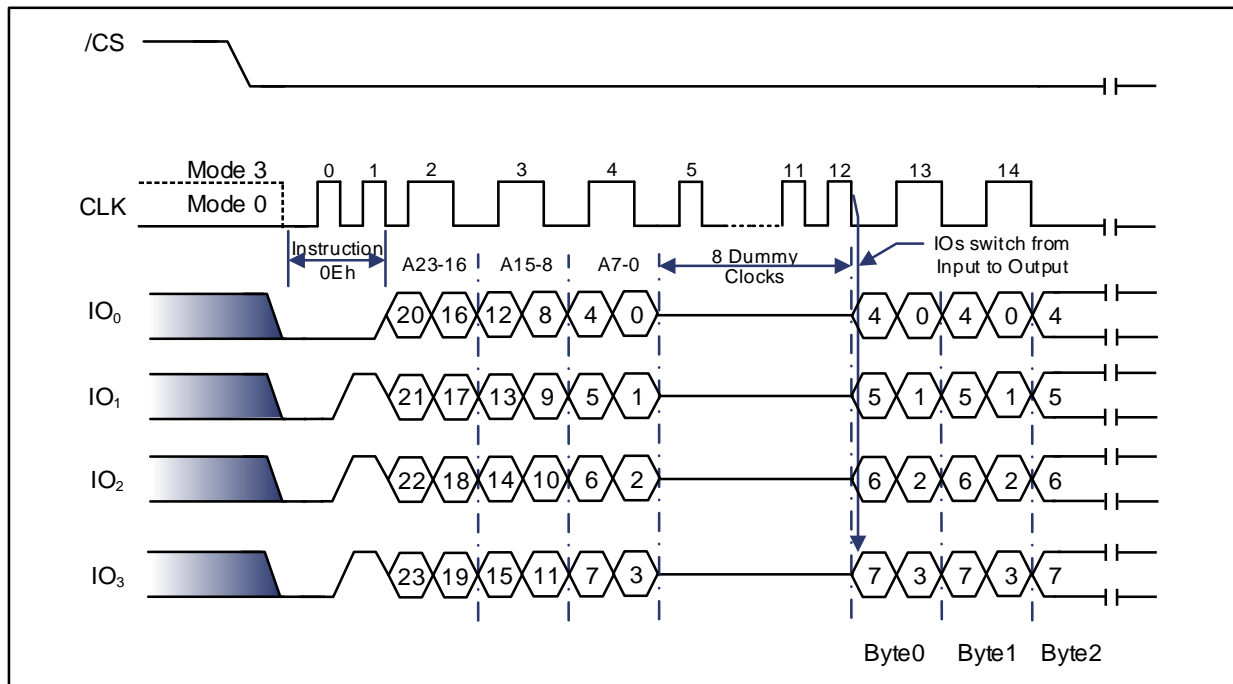 /CS
Mode 3
0 1 2 3 4 5 11 12 13 14
CLK
Mode 0
Instruction
0Eh
A23-16 A15-8 A7-0
8 Dummy
Clocks
IOs switch from
Input to Output
IO0 20 16 12 8 4 0 4 0 4 0 4
IO1 21 17 13 9 5 1 5 1 5 1 5
IO2 22 18 14 10 6 2 6 2 6 2 6
IO3 23 19 15 11 7 3 7 3 7 3 7
Byte0 Byte1 Byte2